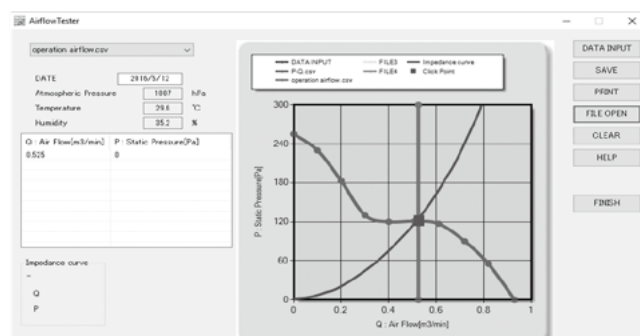 AirflowTester
operation airflow.csv
DATE 2016/5/12
Atmospheric Pressure 1007 hPa
Temperature 29.6 ℃
Humidity 35.2 %
Q : Air Flow[m3/min] P : Static Pressure[Pa]
0.525 0
Impedance curve
-
Q
P
DATA INPUT FILE3 Impedance curve
P-Q.csv FILE4 Click Point
operation airflow.csv
300
240
180
120
60
0
P : Static Pressure[Pa]
0 0.2 0.4 0.6 0.8 1
Q : Air Flow[m3/min]
DATA INPUT
SAVE
PRINT
FILE OPEN
CLEAR
HELP
FINISH